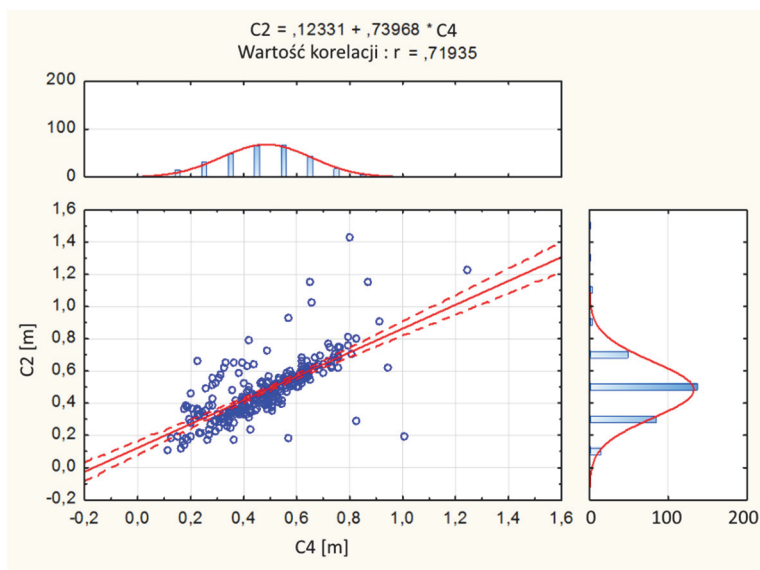 C2 = ,12331 + ,73968 * C4
Wartość korelacji : r = ,71935
200
100
0
1,6
1,4
1,2
1,0
0,8
0,6
0,4
0,2
0,0
-0,2
C2 [m]
-0,2 0,0 0,2 0,4 0,6 0,8 1,0 1,2 1,4 1,6
C4 [m]
0 100 200